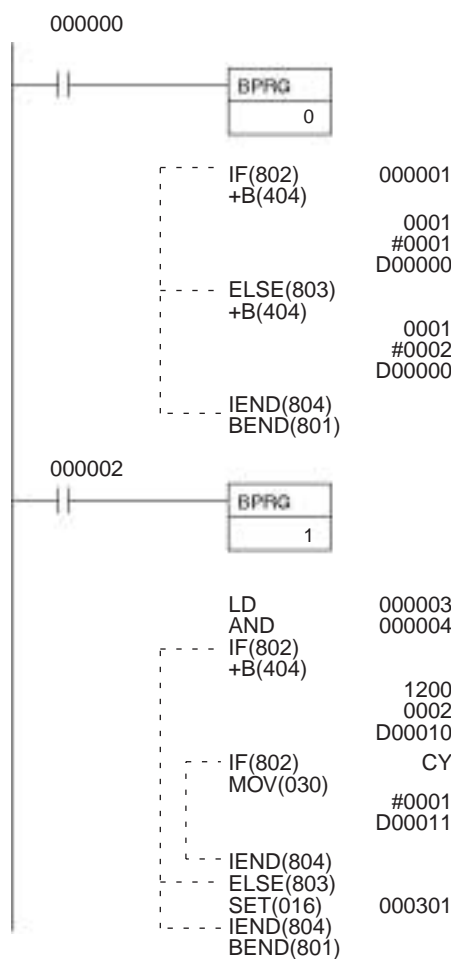 000000
BPRG
0
IF(802) 000001
+B(404)
0001
#0001
D00000
ELSE(803)
+B(404)
0001
#0002
D00000
IEND(804)
BEND(801)
000002
BPRG
1
LD 000003
AND 000004
IF(802)
+B(404)
1200
0002
D00010
IF(802) CY
MOV(030)
#0001
D00011
IEND(804)
ELSE(803)
SET(016) 000301
IEND(804)
BEND(801)